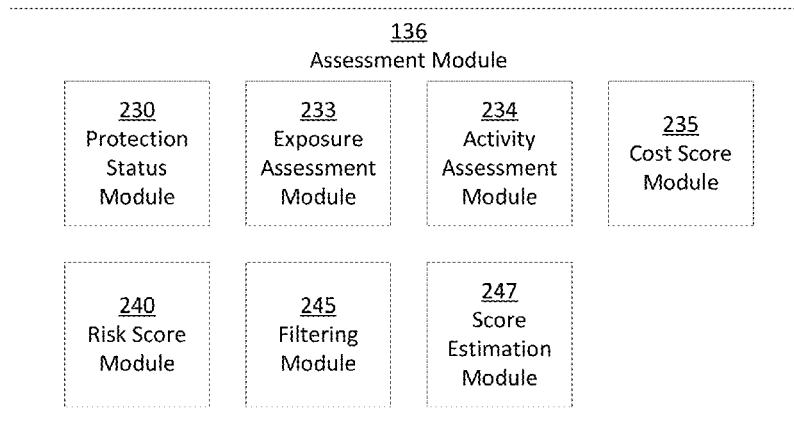 136
Assessment Module
230
Protection
Status
Module
233
Exposure
Assessment
Module
234
Activity
Assessment
Module
235
Cost Score
Module
240
Risk Score
Module
245
Filtering
Module
247
Score
Estimation
Module